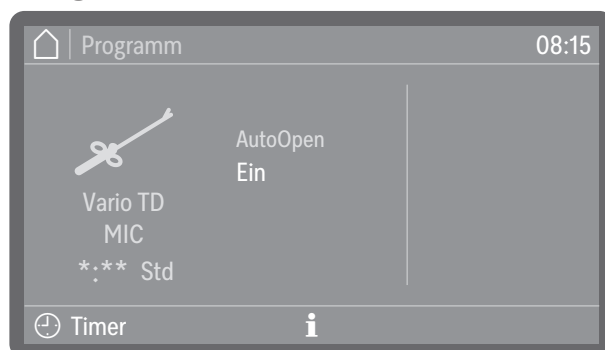 Programm 08:15
AutoOpen
Ein
Vario TD
MIC
*:** Std
Timer i